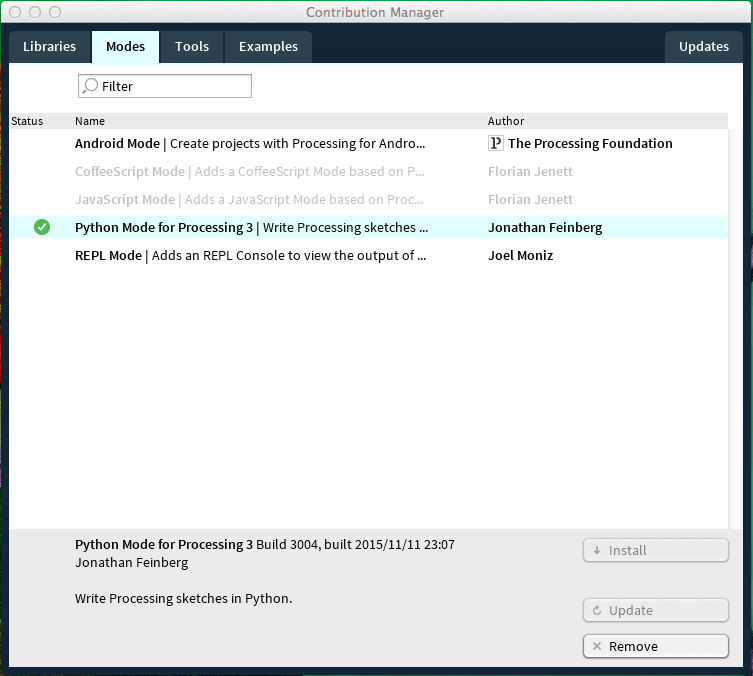 Contribution Manager
Libraries Modes Tools Examples Updates
Filter
Status Name Author
Android Mode | Create projects with Processing for Andro... The Processing Foundation
CoffeeScript Mode | Adds a CoffeeScript Mode based on P... Florian Jenett
JavaScript Mode | Adds a JavaScript Mode based on Proc... Florian Jenett
Python Mode for Processing 3 | Write Processing sketches ... Jonathan Feinberg
REPL Mode | Adds an REPL Console to view the output of ... Joel Moniz
Python Mode for Processing 3 Build 3004, built 2015/11/11 23:07
Install
Jonathan Feinberg
Write Processing sketches in Python.
Update
Remove